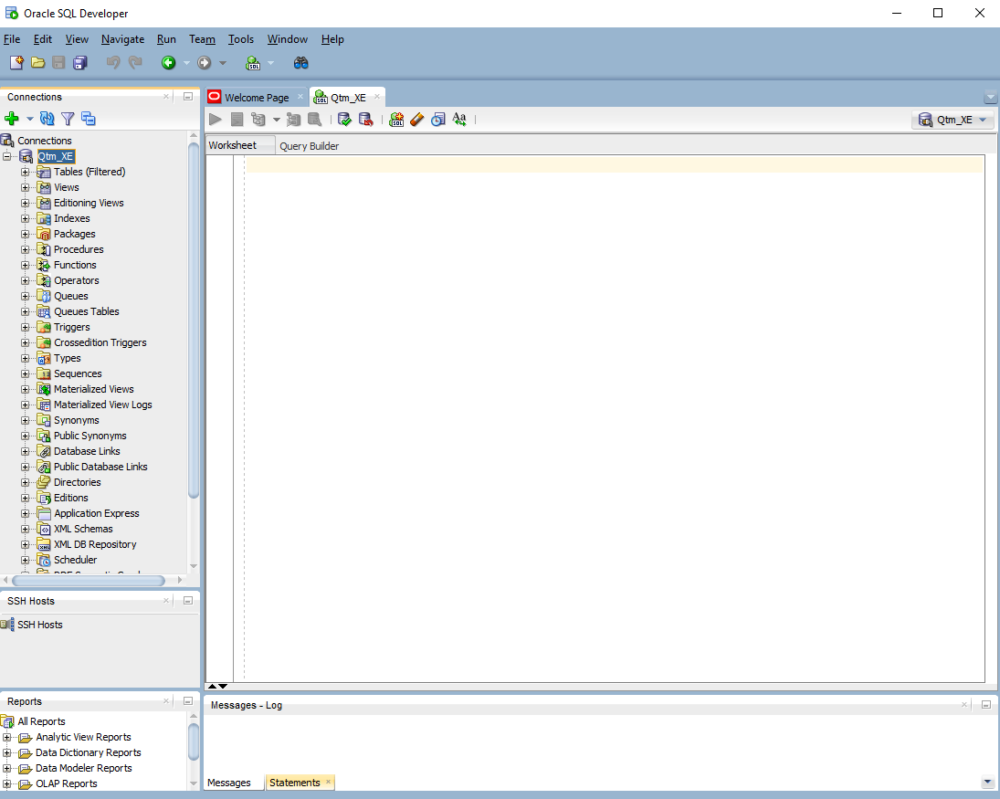 Oracle SQL Developer
File Edit View Navigate Run Team Tools Window Help
Connections
Connections
Qtm_XE
Tables (Filtered)
Views
Editioning Views
Indexes
Packages
Procedures
Functions
Operators
Queues
Queues Tables
Triggers
Crossedition Triggers
Types
Sequences
Materialized Views
Materialized View Logs
Synonyms
Public Synonyms
Database Links
Public Database Links
Directories
Editions
Application Express
XML Schemas
XML DB Repository
Scheduler
SSH Hosts
SSH Hosts
Reports
All Reports
Analytic View Reports
Data Dictionary Reports
Data Modeler Reports
OLAP Reports
Welcome Page Qtm_XE
Aa Qtm_XE
Worksheet Query Builder
Messages - Log
Messages Statements